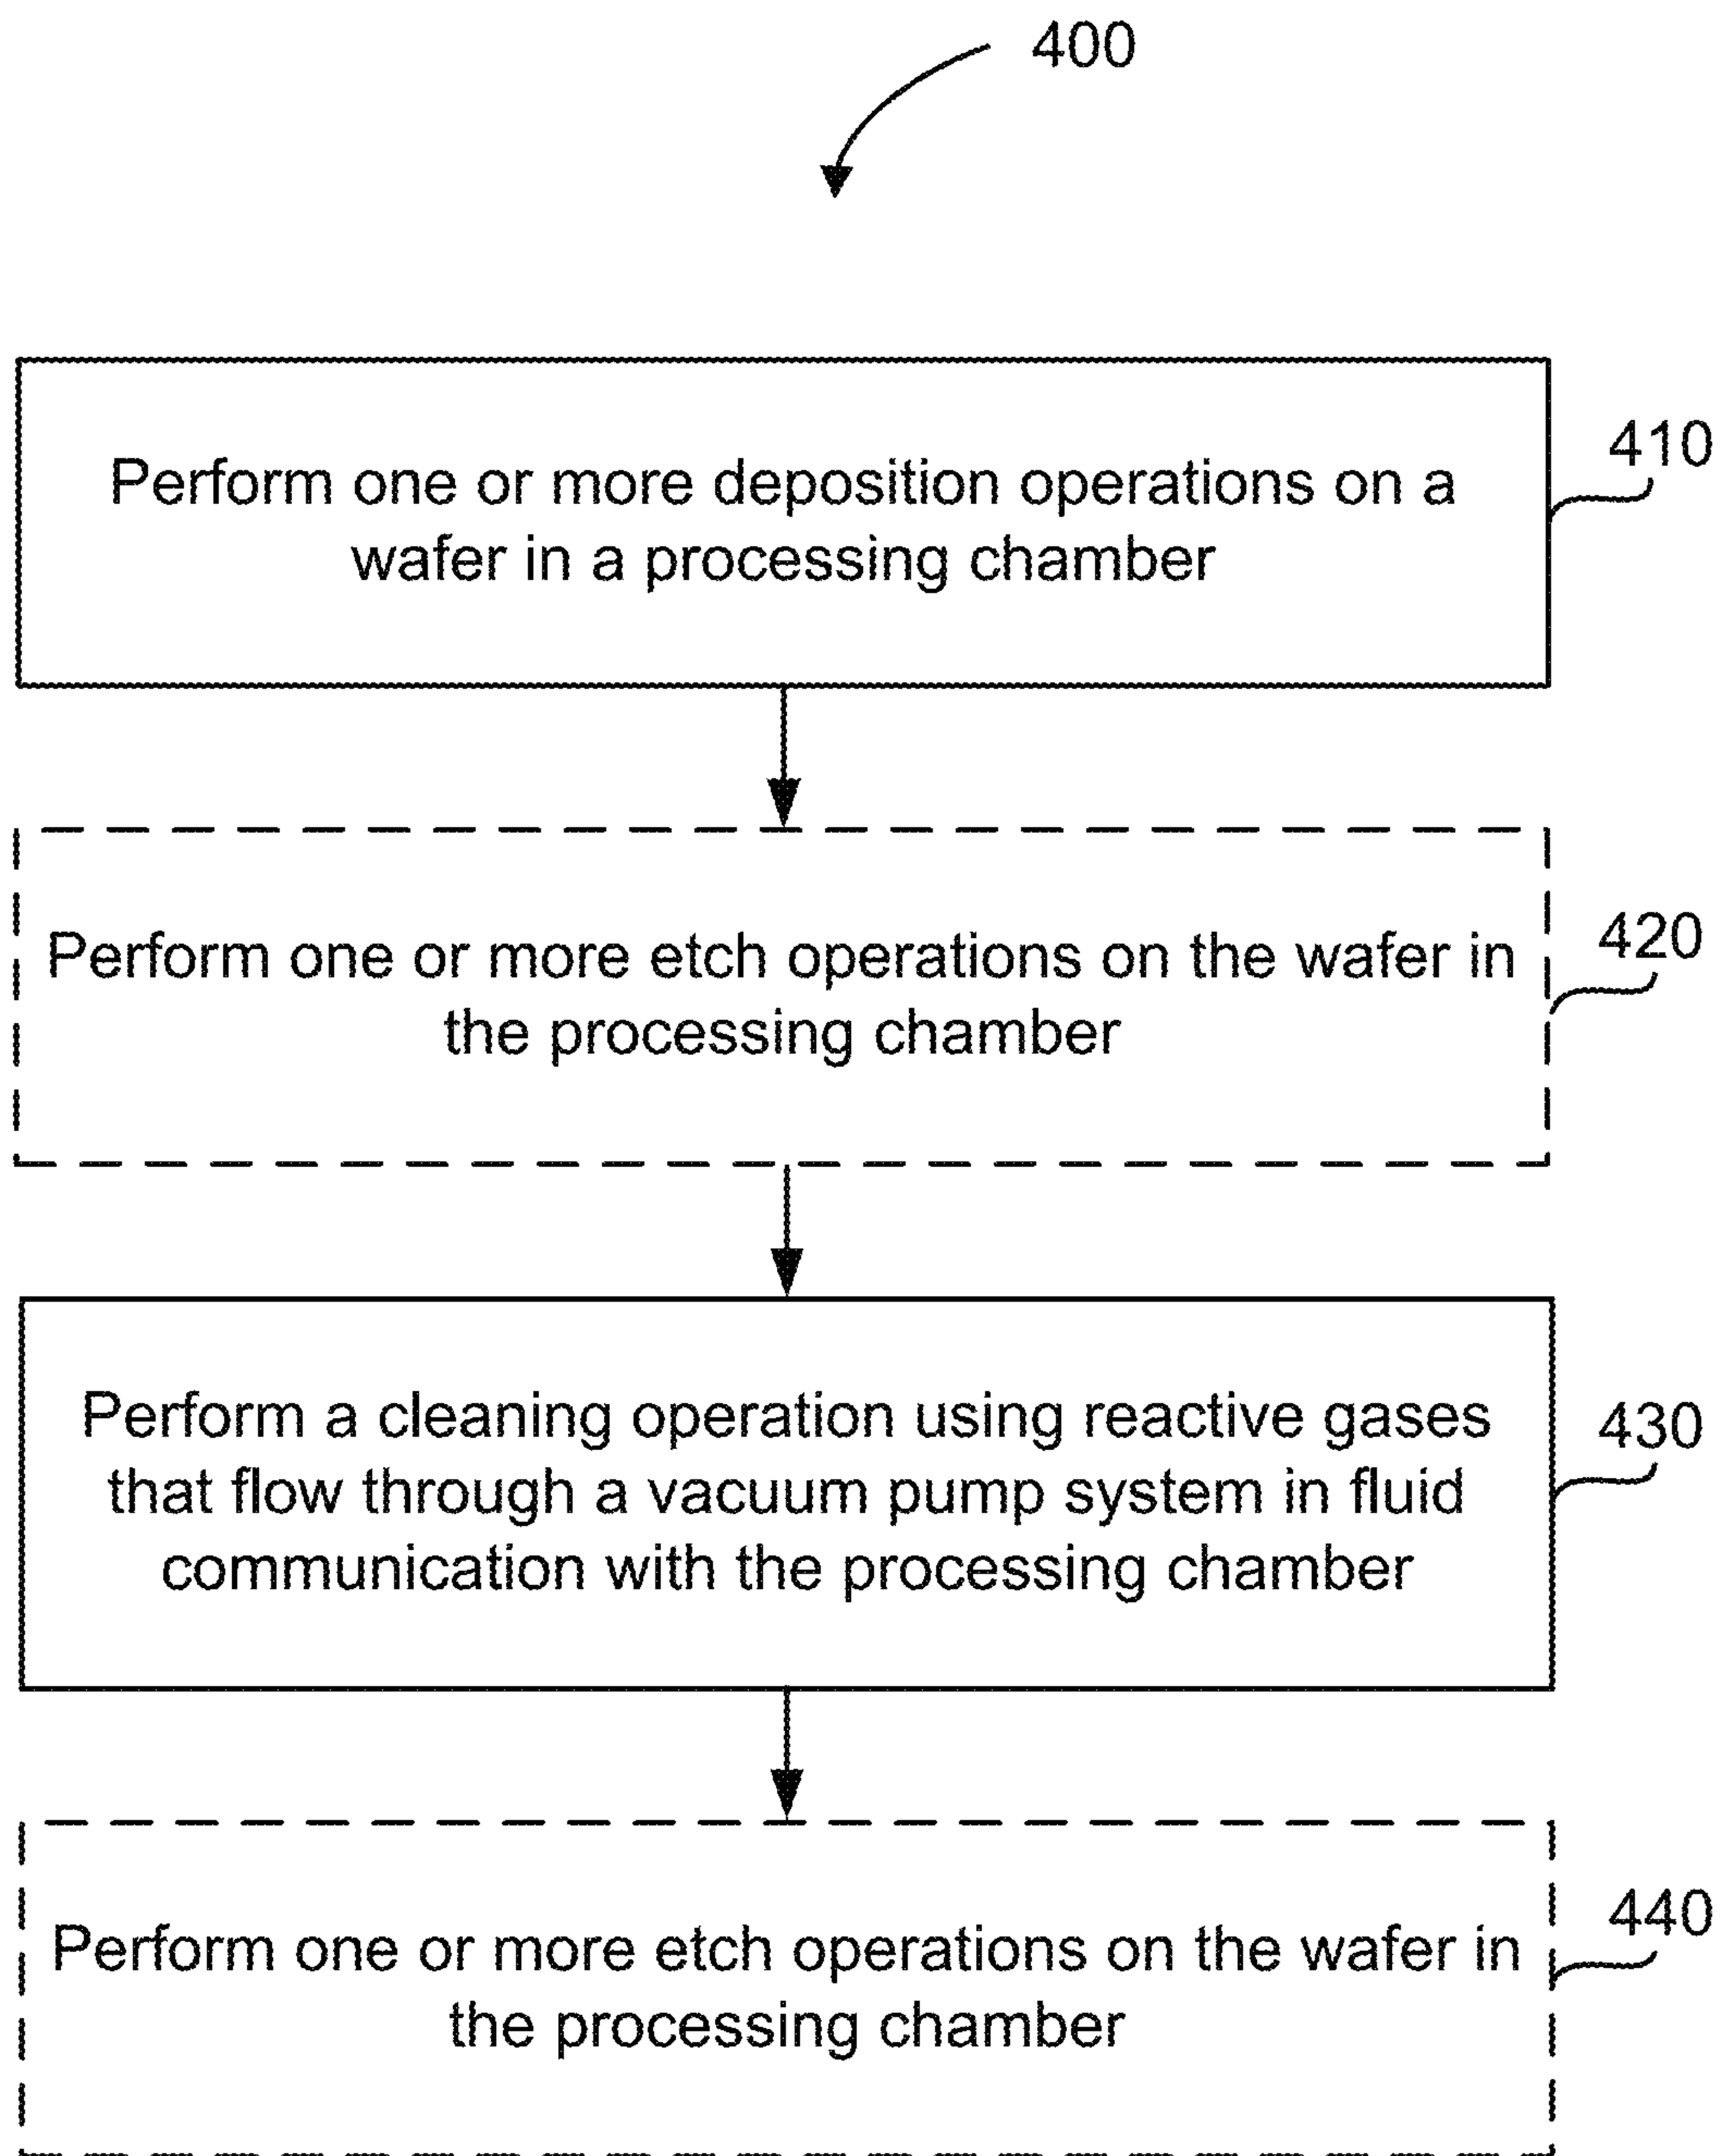 400
Perform one or more deposition operations on a
wafer in a processing chamber
410
Perform one or more etch operations on the wafer in
the processing chamber
420
Perform a cleaning operation using reactive gases
that flow through a vacuum pump system in fluid
communication with the processing chamber
430
Perform one or more etch operations on the wafer in
the processing chamber
440